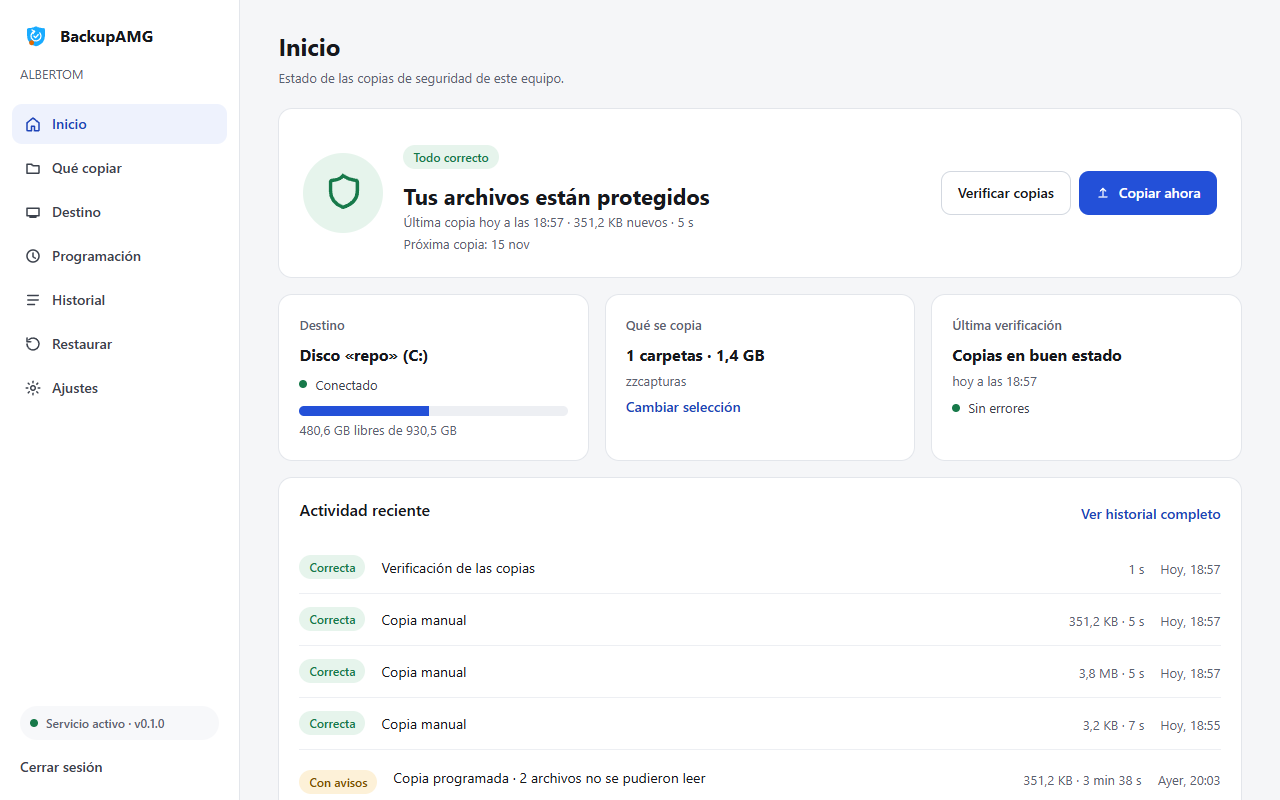 BackupAMG
ALBERTOM
Inicio
Qué copiar
Destino
Programación
Historial
Restaurar
Ajustes
Servicio activo · v0.1.0
Cerrar sesión
Inicio
Estado de las copias de seguridad de este equipo.
Todo correcto
Tus archivos están protegidos
Última copia hoy a las 18:57 · 351,2 KB nuevos · 5 s
Próxima copia: 15 nov
Verificar copias
Copiar ahora
Destino
Disco «repo» (C:)
Conectado
480,6 GB libres de 930,5 GB
Qué se copia
1 carpetas · 1,4 GB
zzcapturas
Cambiar selección
Última verificación
Copias en buen estado
hoy a las 18:57
Sin errores
Actividad reciente
Ver historial completo
Correcta Verificación de las copias 1 s Hoy, 18:57
Correcta Copia manual 351,2 KB · 5 s Hoy, 18:57
Correcta Copia manual 3,8 MB · 5 s Hoy, 18:57
Correcta Copia manual 3,2 KB · 7 s Hoy, 18:55
Con avisos Copia programada · 2 archivos no se pudieron leer 351,2 KB · 3 min 38 s Ayer, 20:03